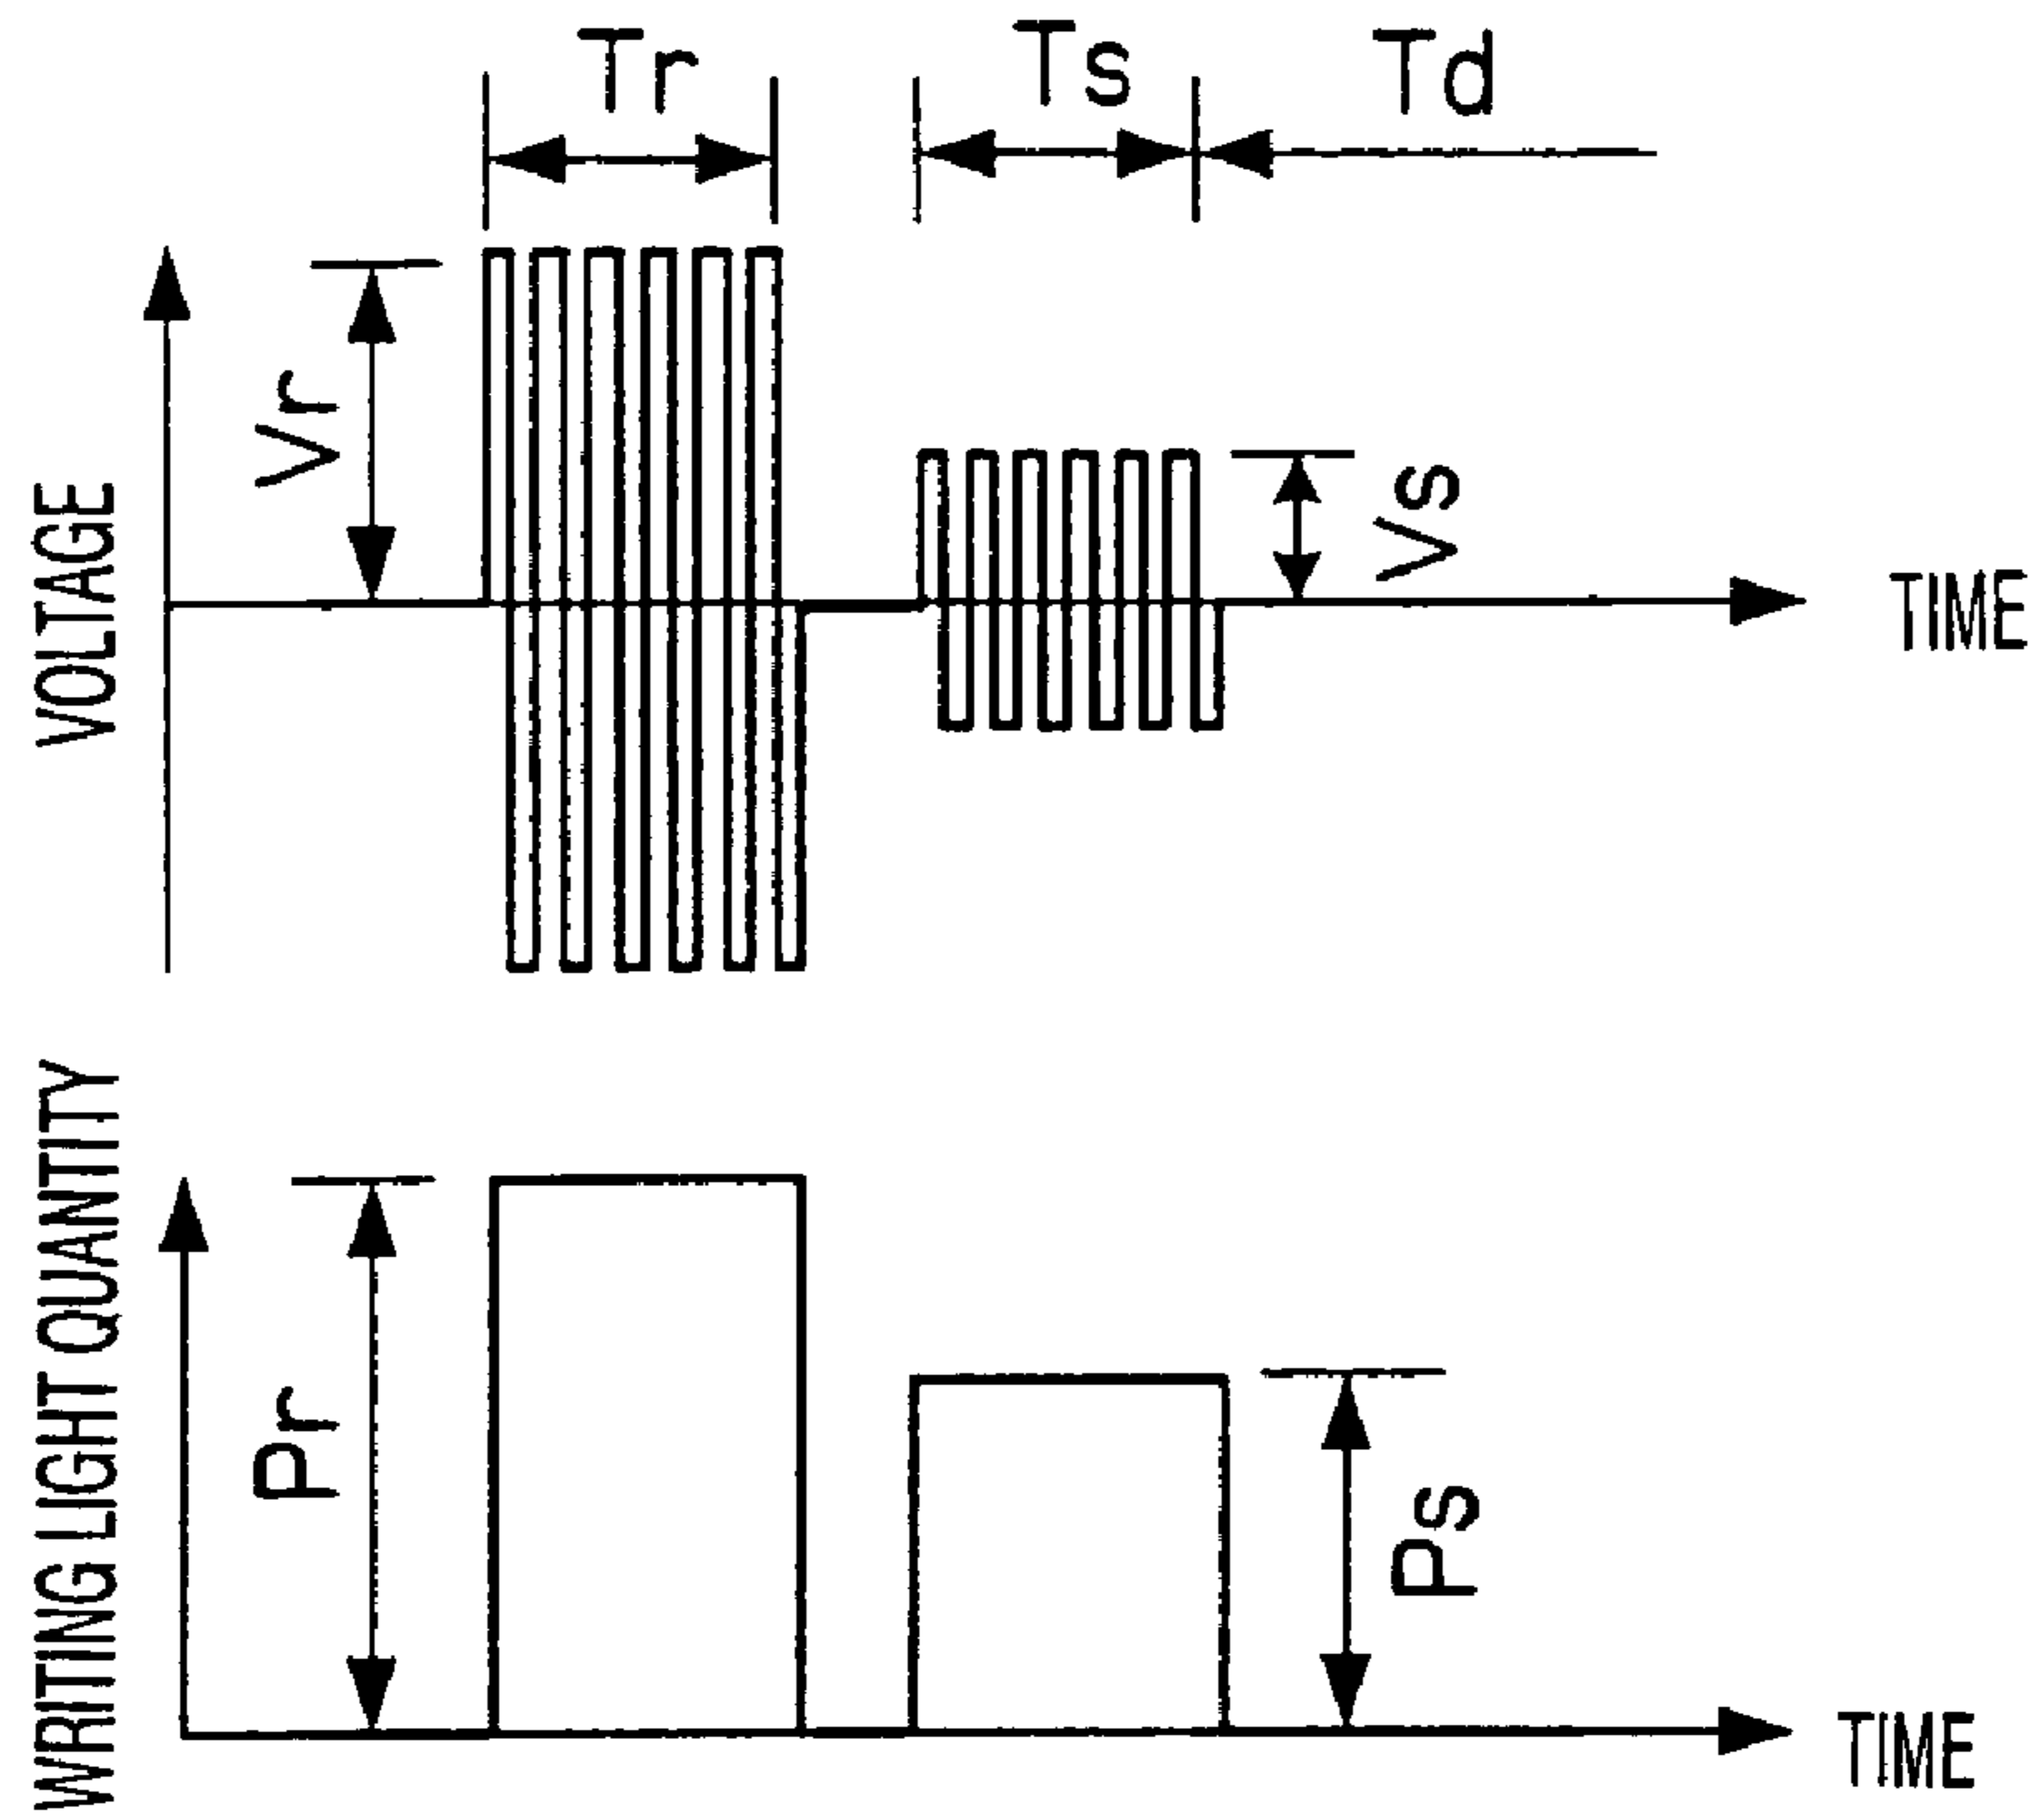 Tr
Ts
Td
VOLTAGE
Vr
Vs
TIME
WRITING LIGHT QUANTITY
Pr
Ps
TIME